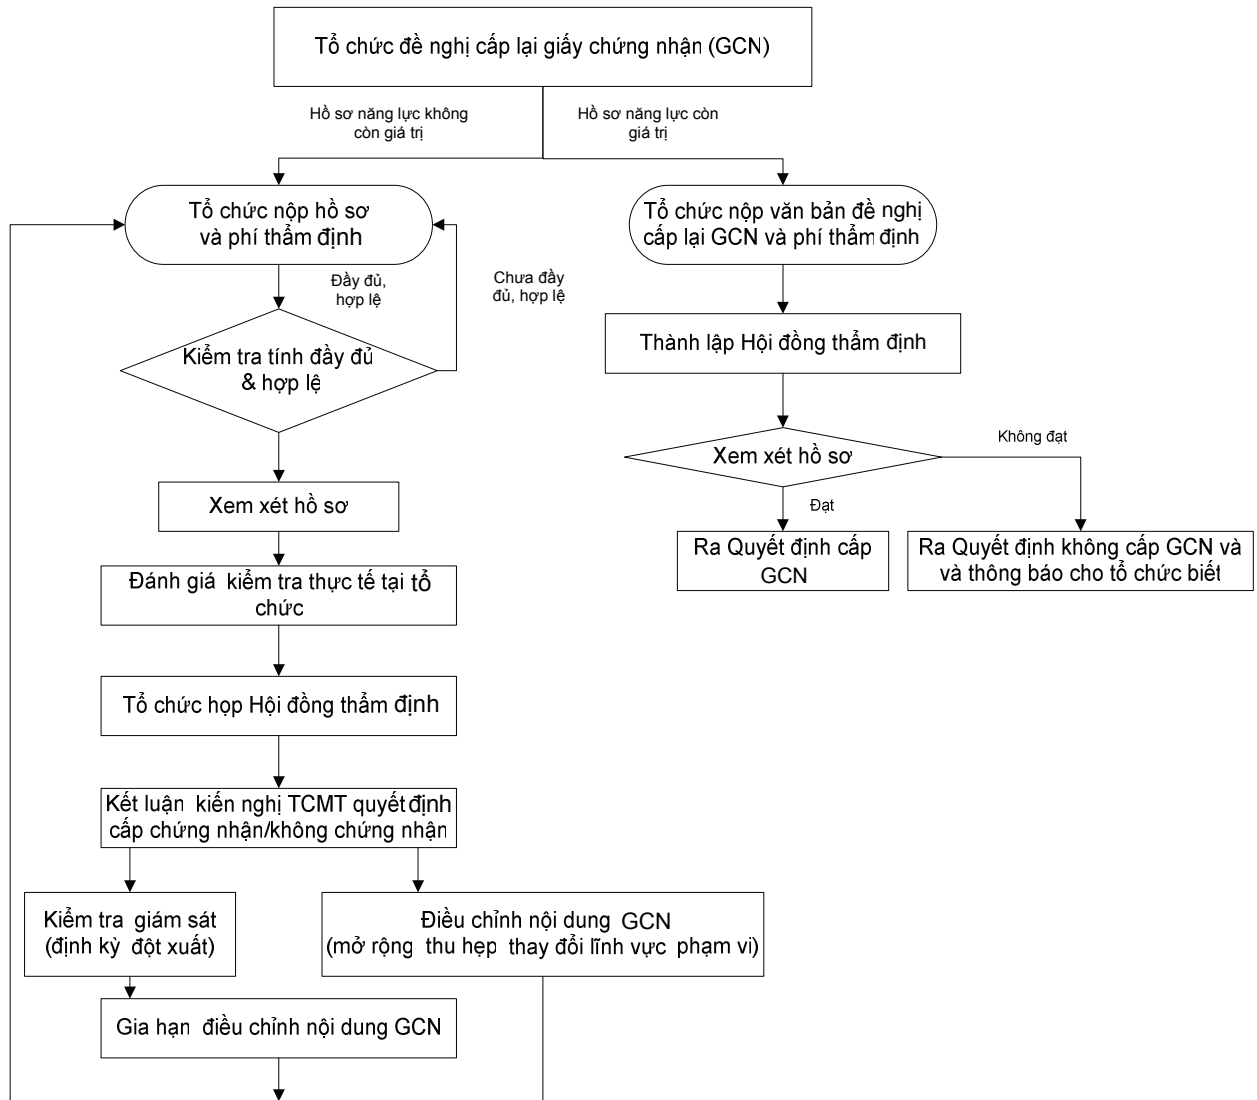 Tổ chức đề nghị cấp lại giấy chứng nhận (GCN)
Hồ sơ năng lực không
còn giá trị
Hồ sơ năng lực còn
giá trị
Tổ chức nộp hồ sơ
và phí thẩm định
Tổ chức nộp văn bản đề nghị
cấp lại GCN và phí thẩm định
Đầy đủ,
hợp lệ
Chưa đầy
đủ, hợp lệ
Kiểm tra tính đầy đủ
& hợp lệ
Thành lập Hội đồng thẩm định
Xem xét hồ sơ
Không đạt
Đạt
Xem xét hồ sơ
Ra Quyết định cấp
GCN
Ra Quyết định không cấp GCN và
và thông báo cho tổ chức biết
Đánh giá kiểm tra thực tế tại tổ
chức
Tổ chức họp Hội đồng thẩm định
Kết luận kiến nghị TCMT quyết định
cấp chứng nhận/không chứng nhận
Kiểm tra giám sát
(định kỳ đột xuất)
Điều chỉnh nội dung GCN
(mở rộng thu hẹp thay đổi lĩnh vực phạm vi)
Gia hạn điều chỉnh nội dung GCN